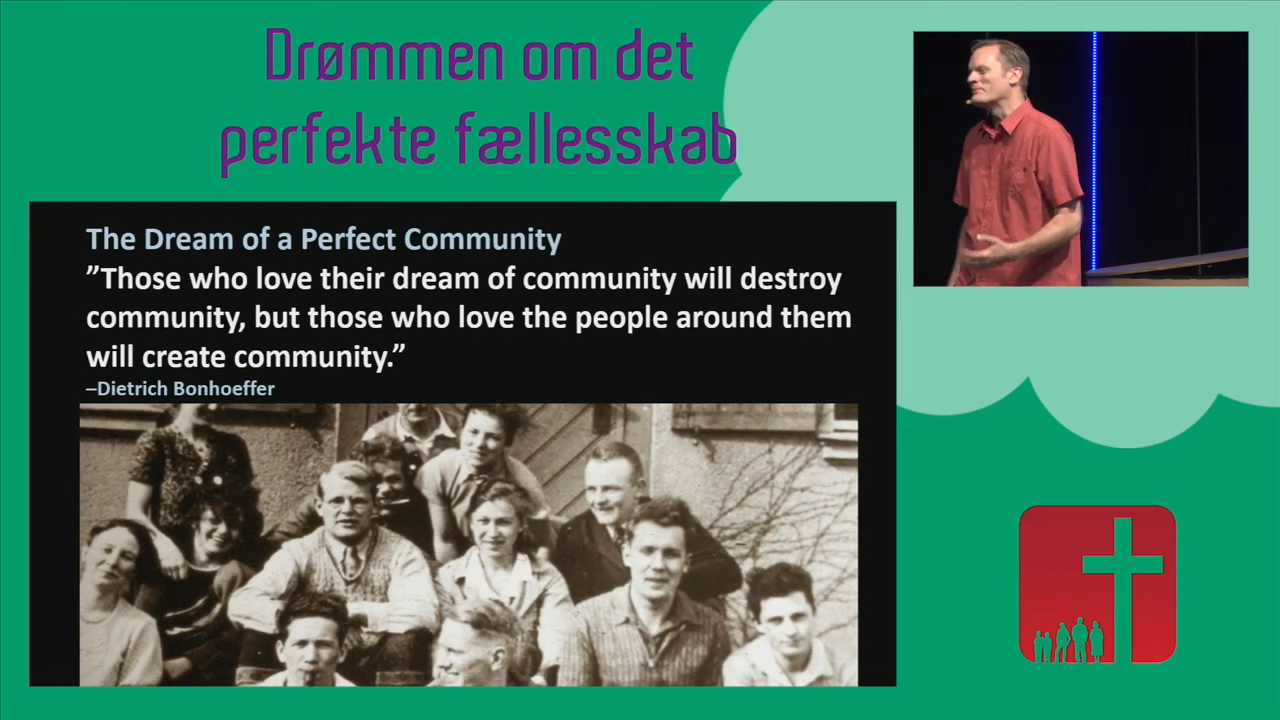 Drømmen om det
perfekte fællesskab
The Dream of a Perfect Community
”Those who love their dream of community will destroy
community, but those who love the people around them
will create community.”
–Dietrich Bonhoeffer